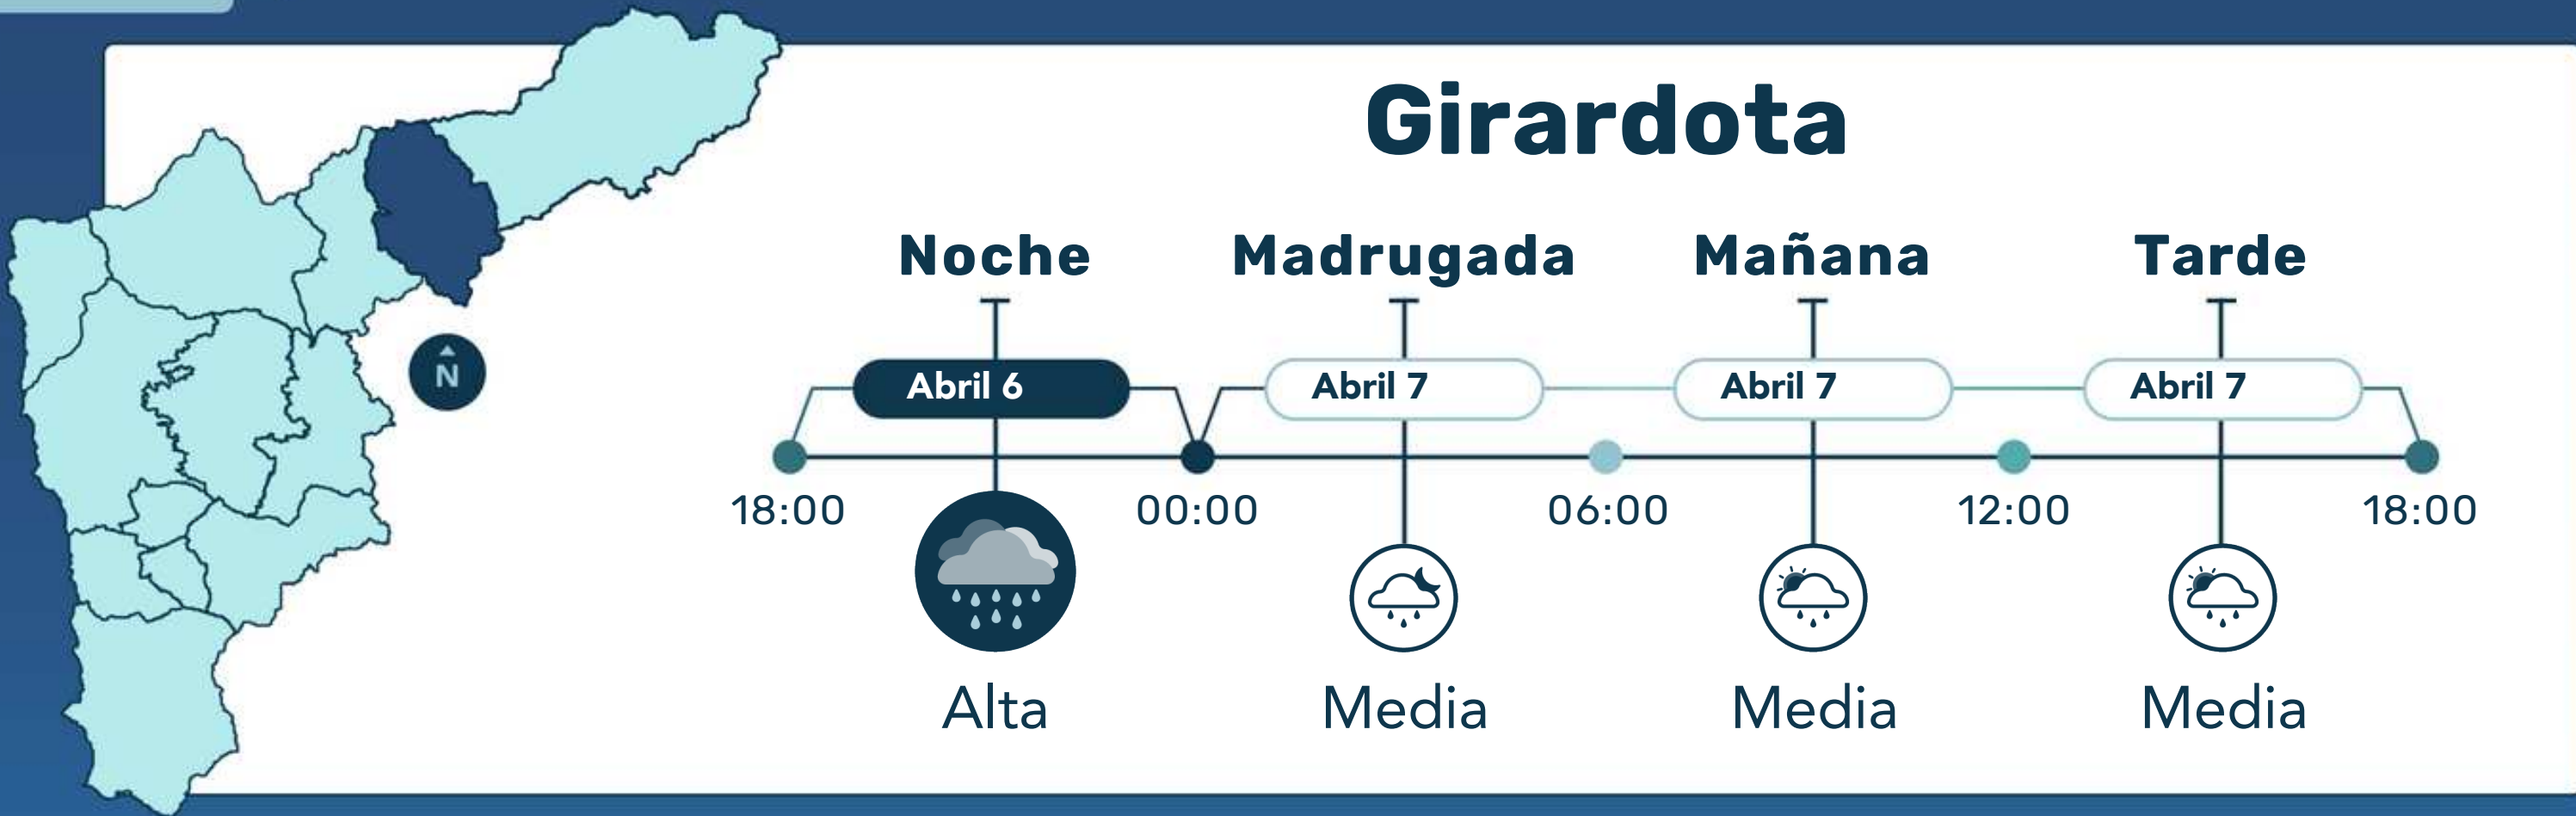 Girardota
Noche Madrugada Mañana Tarde
N
Abril 6 Abril 7 Abril 7 Abril 7
18:00 00:00 06:00 12:00 18:00
Alta Media Media Media